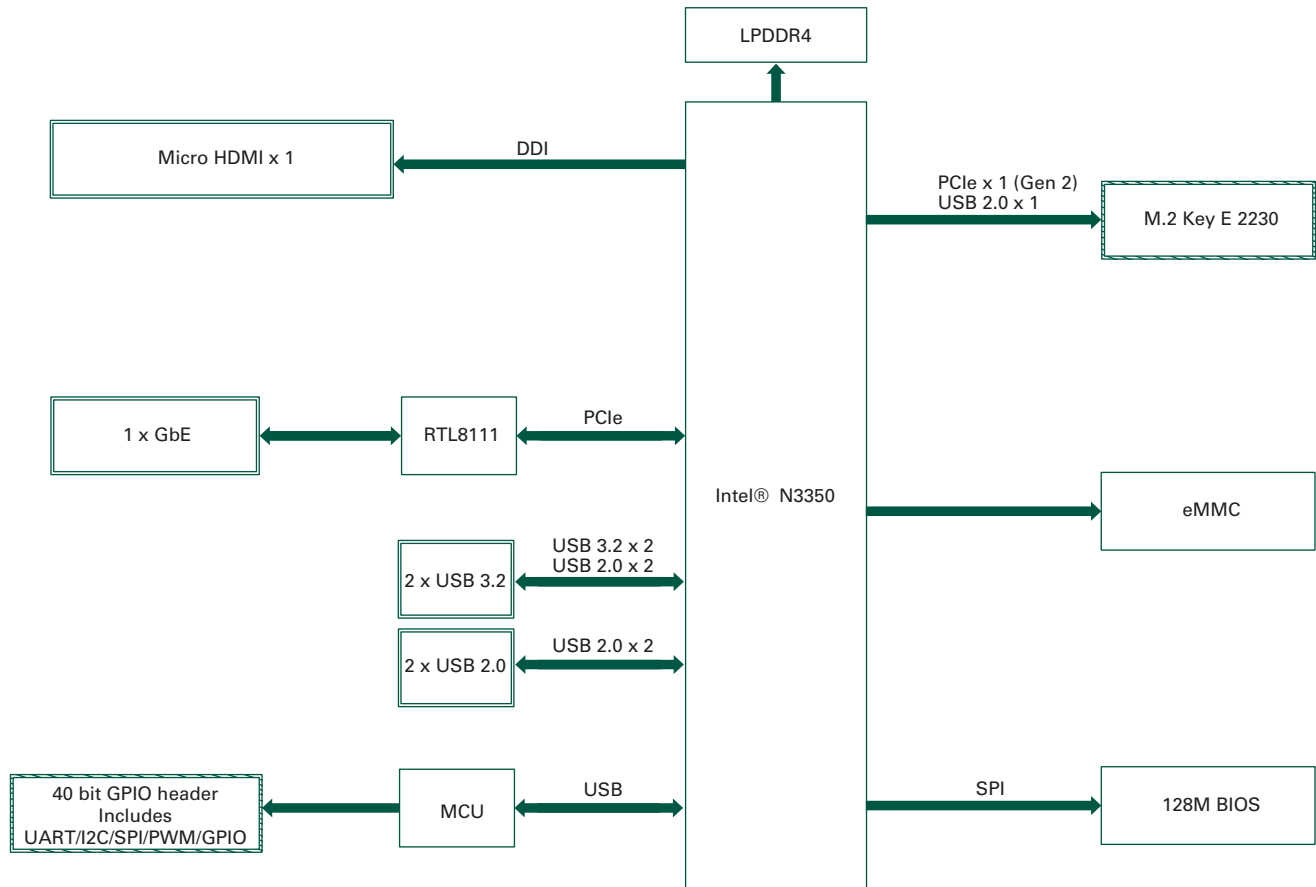 LPDDR4
Micro HDMI x 1
DDI
PCIe x 1 (Gen 2)
USB 2.0 x 1
M.2 Key E 2230
1 x GbE
RTL8111
PCIe
Intel® N3350
eMMC
2 x USB 3.2
USB 3.2 x 2
USB 2.0 x 2
2 x USB 2.0
USB 2.0 x 2
40 bit GPIO header
Includes
UART/I2C/SPI/PWM/GPIO
MCU
USB
SPI
128M BIOS